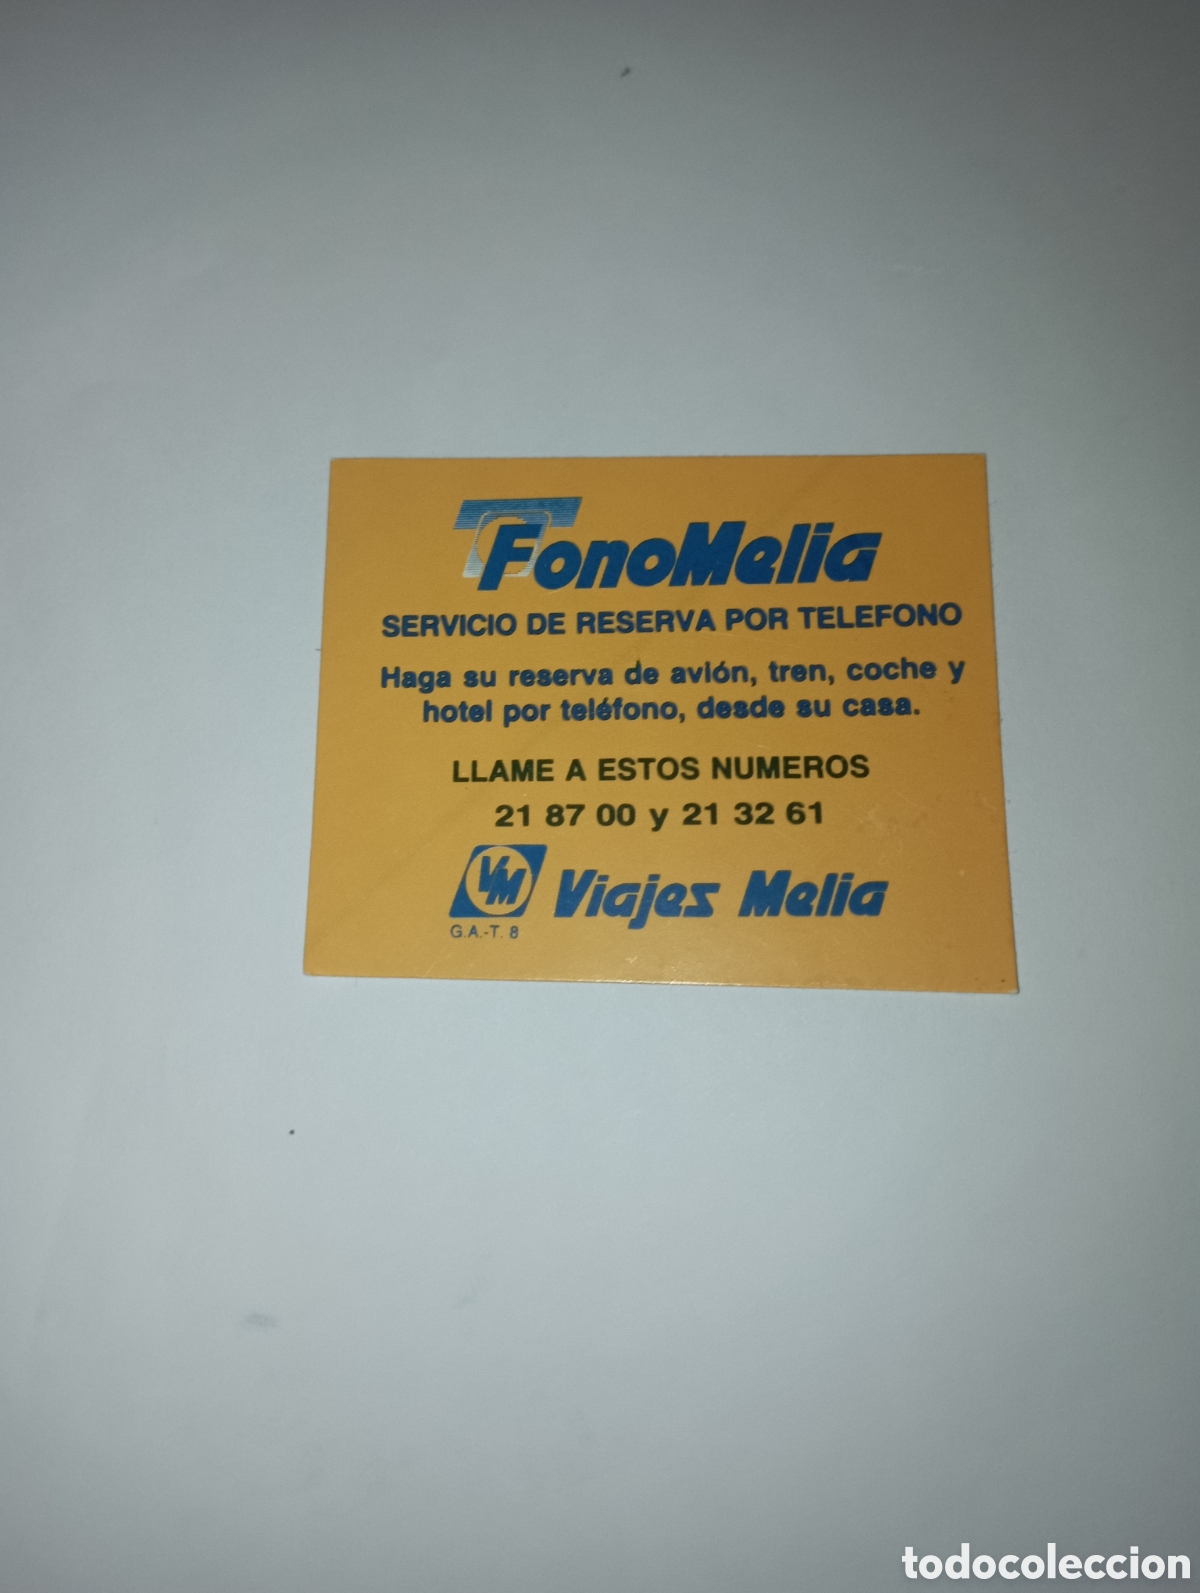 FonoMelia
SERVICIO DE RESERVA POR TELEFONO
Haga su reserva de avión, tren, coche y
hotel por teléfono, desde su casa.
LLAME A ESTOS NUMEROS
21 87 00 y 21 32 61
VM Viajes Melia
G.A.-T. 8
todocoleccion